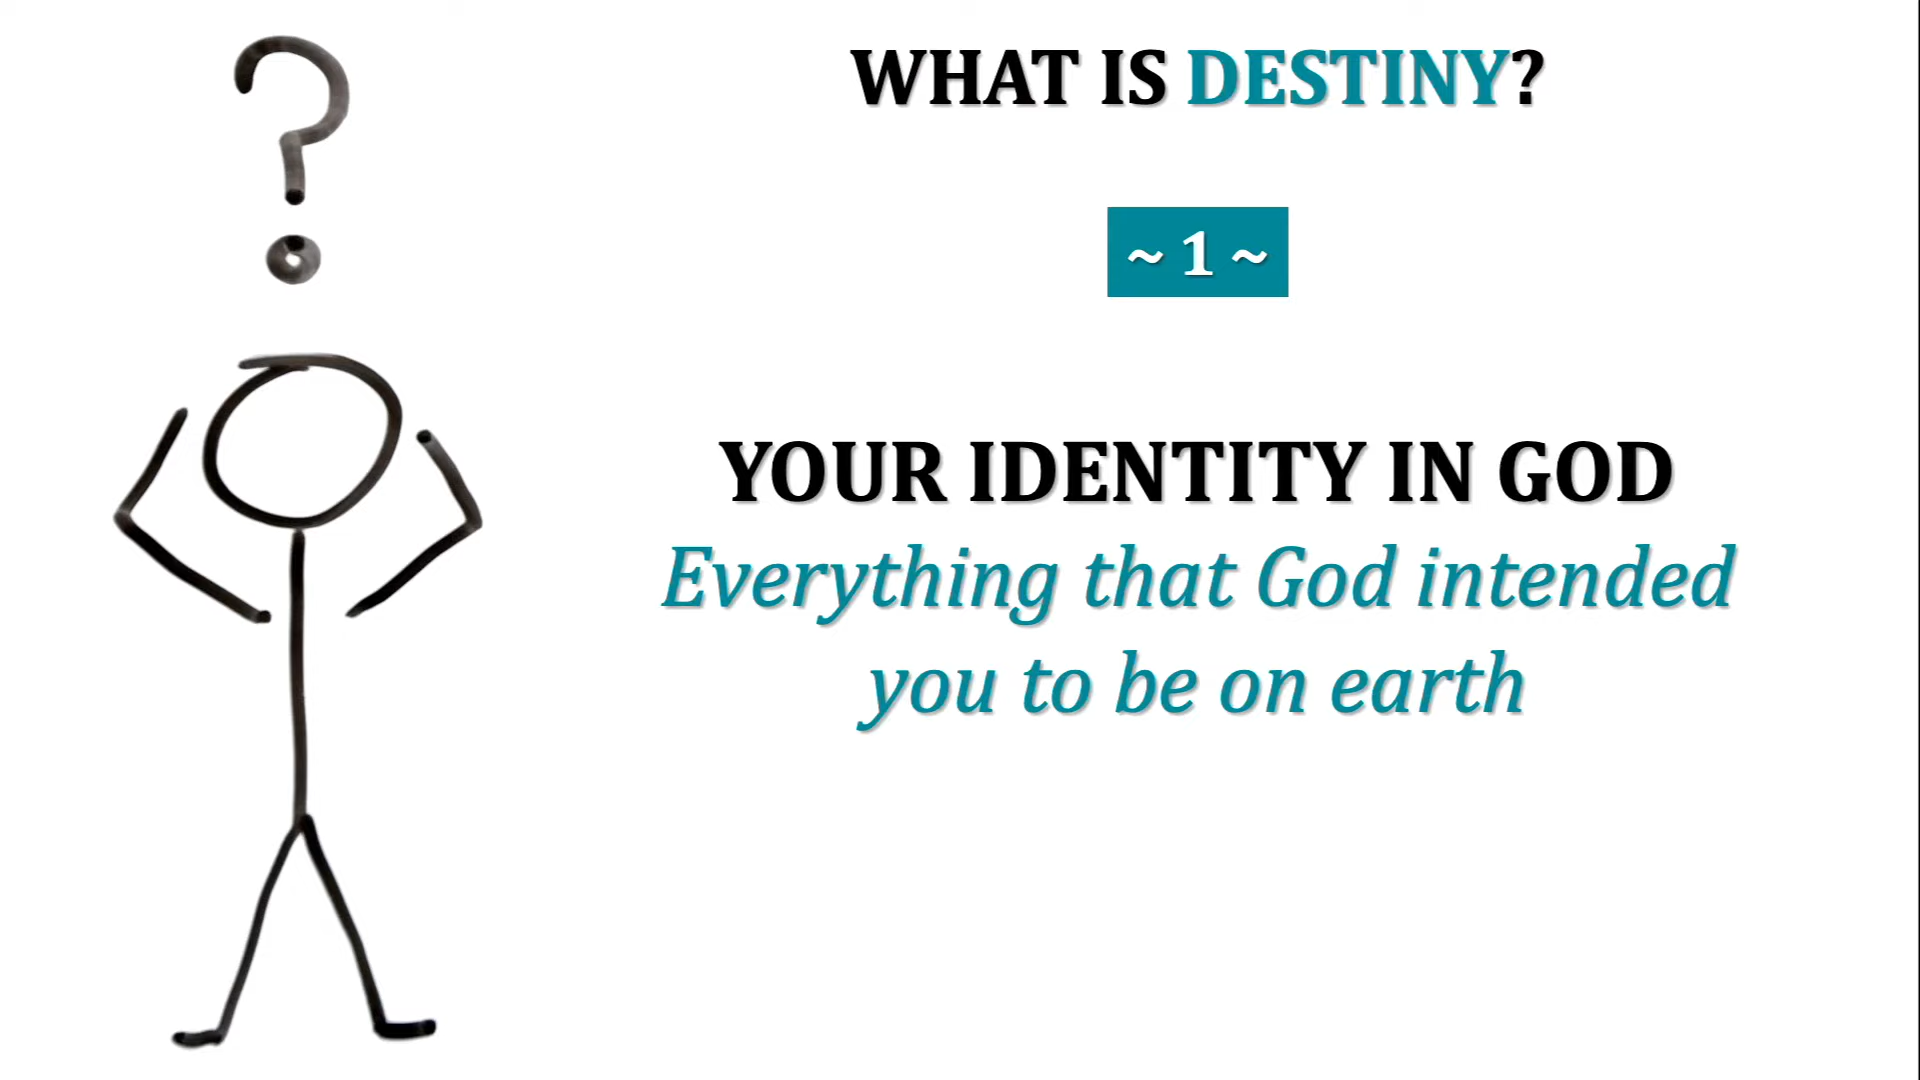 WHAT IS DESTINY?
~ 1 ~
YOUR IDENTITY IN GOD
Everything that God intended
you to be on earth